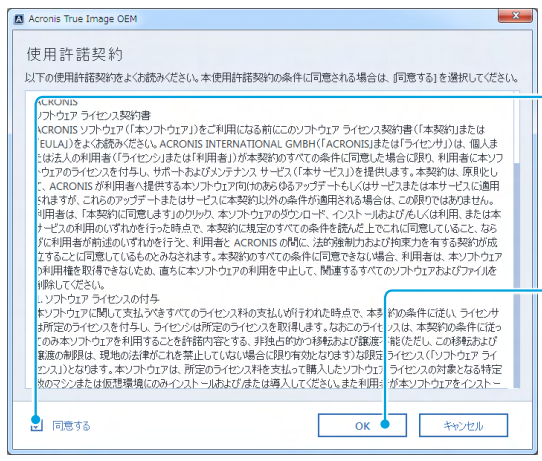 Acronis True Image OEM
使用許諾契約
以下の使用許諾契約をよくお読みください。本使用許諾契約の条件に同意される場合は、[同意する]を選択してください。
ACRONIS
ソフトウェア ライセンス契約書
ACRONIS ソフトウェア(「本ソフトウェア」)をご利用になる前にこのソフトウェア ライセンス契約書(「本契約」または
「EULA」)をよくお読みください。ACRONIS INTERNATIONAL GMBH(「ACRONIS」または「ライセンサ」)は、個人ま
たは法人の利用者(「ライセンシ」または「利用者」)が本契約のすべての条件に同意した場合に限り、利用者に本ソフ
トウェアのライセンスを付与し、サポートおよびメンテナンス サービス(「本サービス」)を提供します。本契約は、原則とし
て、ACRONIS が利用者へ提供する本ソフトウェア向けのあらゆるアップデートもしくはサービスまたは本サービスに適用
されますが、これらのアップデートまたはサービスに本契約以外の条件が適用される場合は、この限りではありません。
利用者は、「本契約に同意します」のクリック、本ソフトウェアのダウンロード、インストールおよび/もしくは利用、または本
サービスの利用のいずれかを行った時点で、本契約に規定のすべての条件を読んだ上でこれに同意していること、なら
びに利用者が前述のいずれかを行うと、利用者と ACRONIS の間に、法的強制力および拘束力を有する契約が成
立することに同意しているものとみなされます。本契約のすべての条件に同意できない場合、利用者は、本ソフトウェア
の利用権を取得できないため、直ちに本ソフトウェアの利用を中止して、関連するすべてのソフトウェアおよびファイルを
削除してください。
1. ソフトウェア ライセンスの付与
本ソフトウェアに関して支払うべきすべてのライセンス料の支払いが行われた時点で、本契約の条件に従い、ライセンサ
は所定のライセンスを付与し、ライセンシは所定のライセンスを取得します。なおこのライセンスは、本契約の条件に従っ
てのみ本ソフトウェアを利用することを許諾内容とする、非独占的かつ移転および譲渡不能(ただし、この移転および
譲渡の制限は、現地の法律がこれを禁止していない場合に限り有効となります)な限定ライセンス(「ソフトウェア ライ
センス」)となります。本ソフトウェアは、所定のライセンス料を支払って購入したソフトウェア ライセンスの対象となる特定
数のマシンまたは仮想環境にのみインストールおよび/または導入してください。また利用者が本ソフトウェアをインストー
同意する
OK
キャンセル